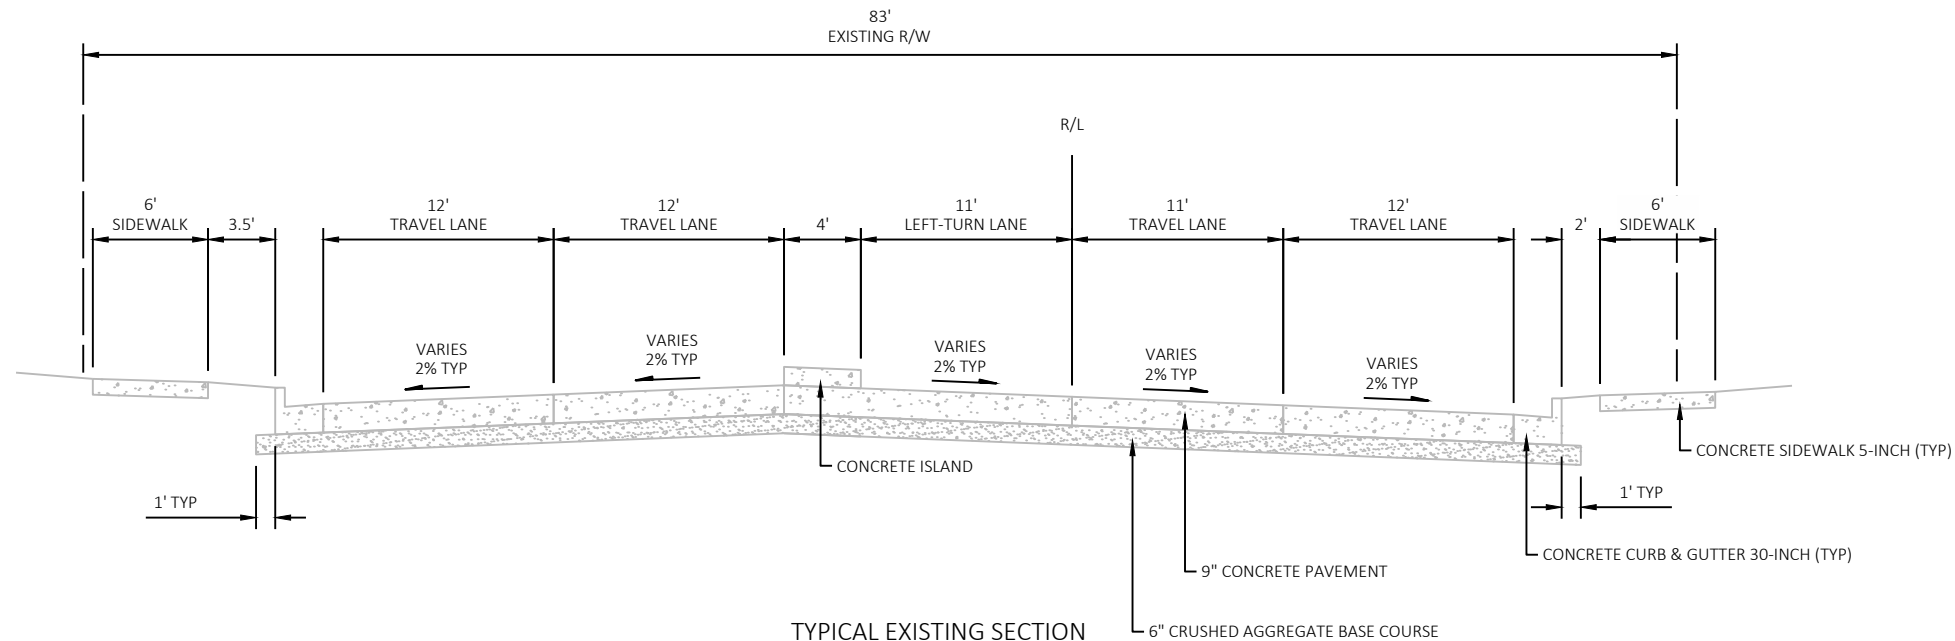 83'
EXISTING R/W
R/L
6'
SIDEWALK
3.5'
12'
TRAVEL LANE
12'
TRAVEL LANE
4'
11'
LEFT-TURN LANE
11'
TRAVEL LANE
12'
TRAVEL LANE
2'
6'
SIDEWALK
VARIES
2% TYP
VARIES
2% TYP
VARIES
2% TYP
VARIES
2% TYP
VARIES
2% TYP
CONCRETE ISLAND
CONCRETE SIDEWALK 5-INCH (TYP)
1' TYP
1' TYP
CONCRETE CURB & GUTTER 30-INCH (TYP)
9" CONCRETE PAVEMENT
6" CRUSHED AGGREGATE BASE COURSE
TYPICAL EXISTING SECTION